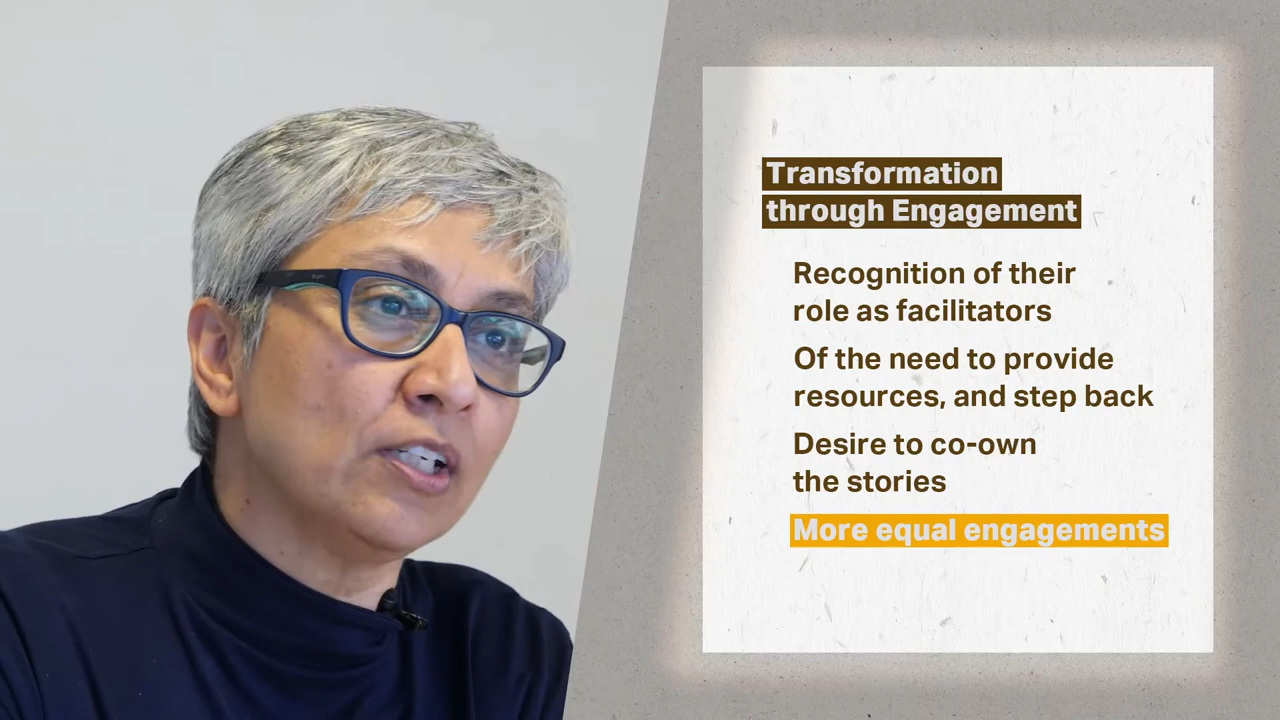 Transformation
through Engagement
Recognition of their
role as facilitators
Of the need to provide
resources, and step back
Desire to co-own
the stories
More equal engagements